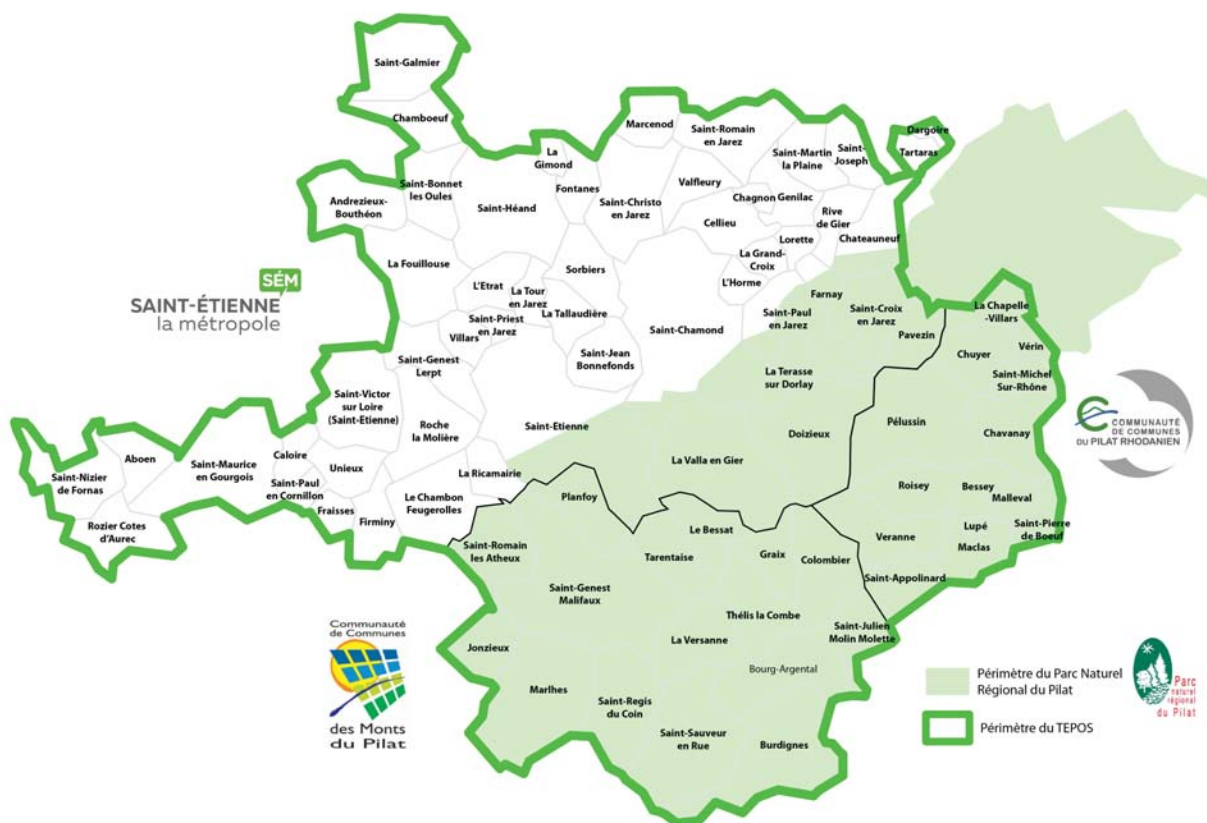 Saint-Galmier
Chamboeuf
Marcenod
Saint-Romain
en Jarez
Dargoire
Tartaras
La
Gimond
Saint-Martin
la Plaine
Saint-
Joseph
Andrezieux-
Bouthéon
Saint-Bonnet
les Oules
Saint-Héand
Fontanes
Saint-Christo
en Jarez
Valfleury
Chagnon
Genilac
Cellieu
Rive
de Gier
Lorette
Chateauneuf
La Grand-
Croix
L'Horme
La Fouillouse
Sorbiers
L'Etrat
La Tour
en Jarez
La Tallaudière
Saint-Priest
en Jarez
Villars
Saint-Chamond
Saint-Paul
en Jarez
Farnay
Saint-Croix
en Jarez
Pavezin
La Chapelle
-Villars
Chuyer
Vérin
Saint-Michel
Sur-Rhône
SÉM
SAINT-ÉTIENNE
la métropole
Saint-Genest
Lerpt
Saint-Jean
Bonnefonds
La Terasse
sur Dorlay
Saint-Victor
sur Loire
(Saint-Etienne)
Roche
la Molière
Saint-Etienne
Doizieux
Pélussin
Chavanay
COMMUNAUTÉ
DE COMMUNES
DU PILAT RHODANIEN
Aboen
Saint-Nizier
de Fornas
Saint-Maurice
en Gourgois
Caloire
Unieux
La Ricamairie
La Valla en Gier
Saint-Paul
en Cornillon
Rozier Cotes
d'Aurec
Fraisses
Firminy
Le Chambon
Feugerolles
Planfoy
Roisey
Bessey
Malleval
Le Bessat
Veranne
Lupé
Maclas
Saint-Pierre
de Boeuf
Saint-Romain
les Atheux
Tarentaise
Graix
Colombier
Saint-Appolinard
Saint-Genest
Malifaux
Thélis la Combe
Saint-Julien
Molin Molette
La Versanne
Jonzieux
Bourg-Argental
Marlhes
Saint-Regis
du Coin
Saint-Sauveur
en Rue
Burdignes
Communauté
de Communes
des Monts
du Pilat
Périmètre du Parc Naturel
Régional du Pilat
Périmètre du TEPOS
Parc
naturel
régional
du Pilat